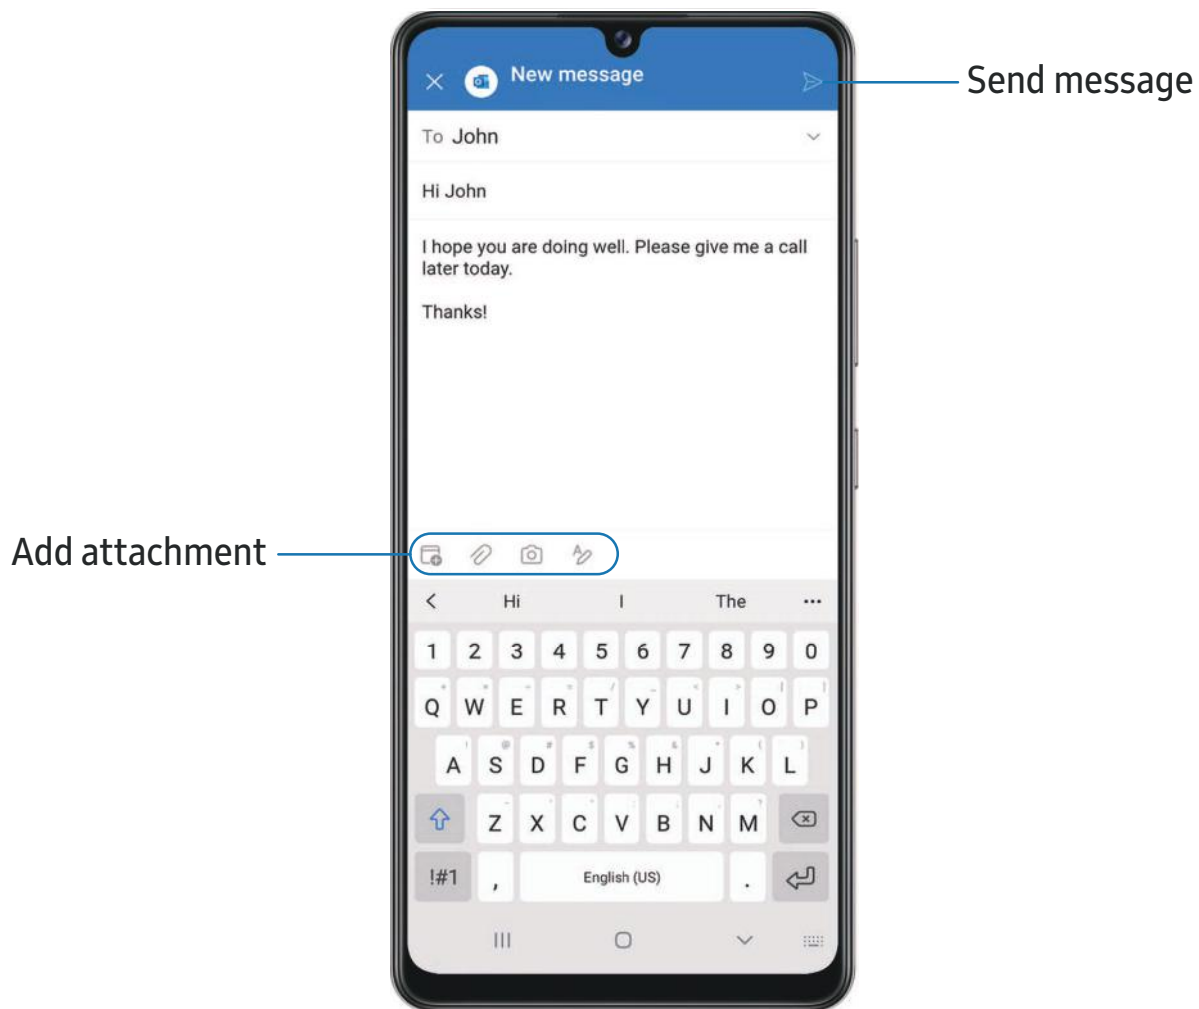 New message
Send message
To John
Hi John
I hope you are doing well. Please give me a call
later today.
Thanks!
Add attachment
Hi I The
1 2 3 4 5 6 7 8 9 0
Q W E R T Y U I O P
A S D F G H J K L
Z X C V B N M
!#1 , English (US) .